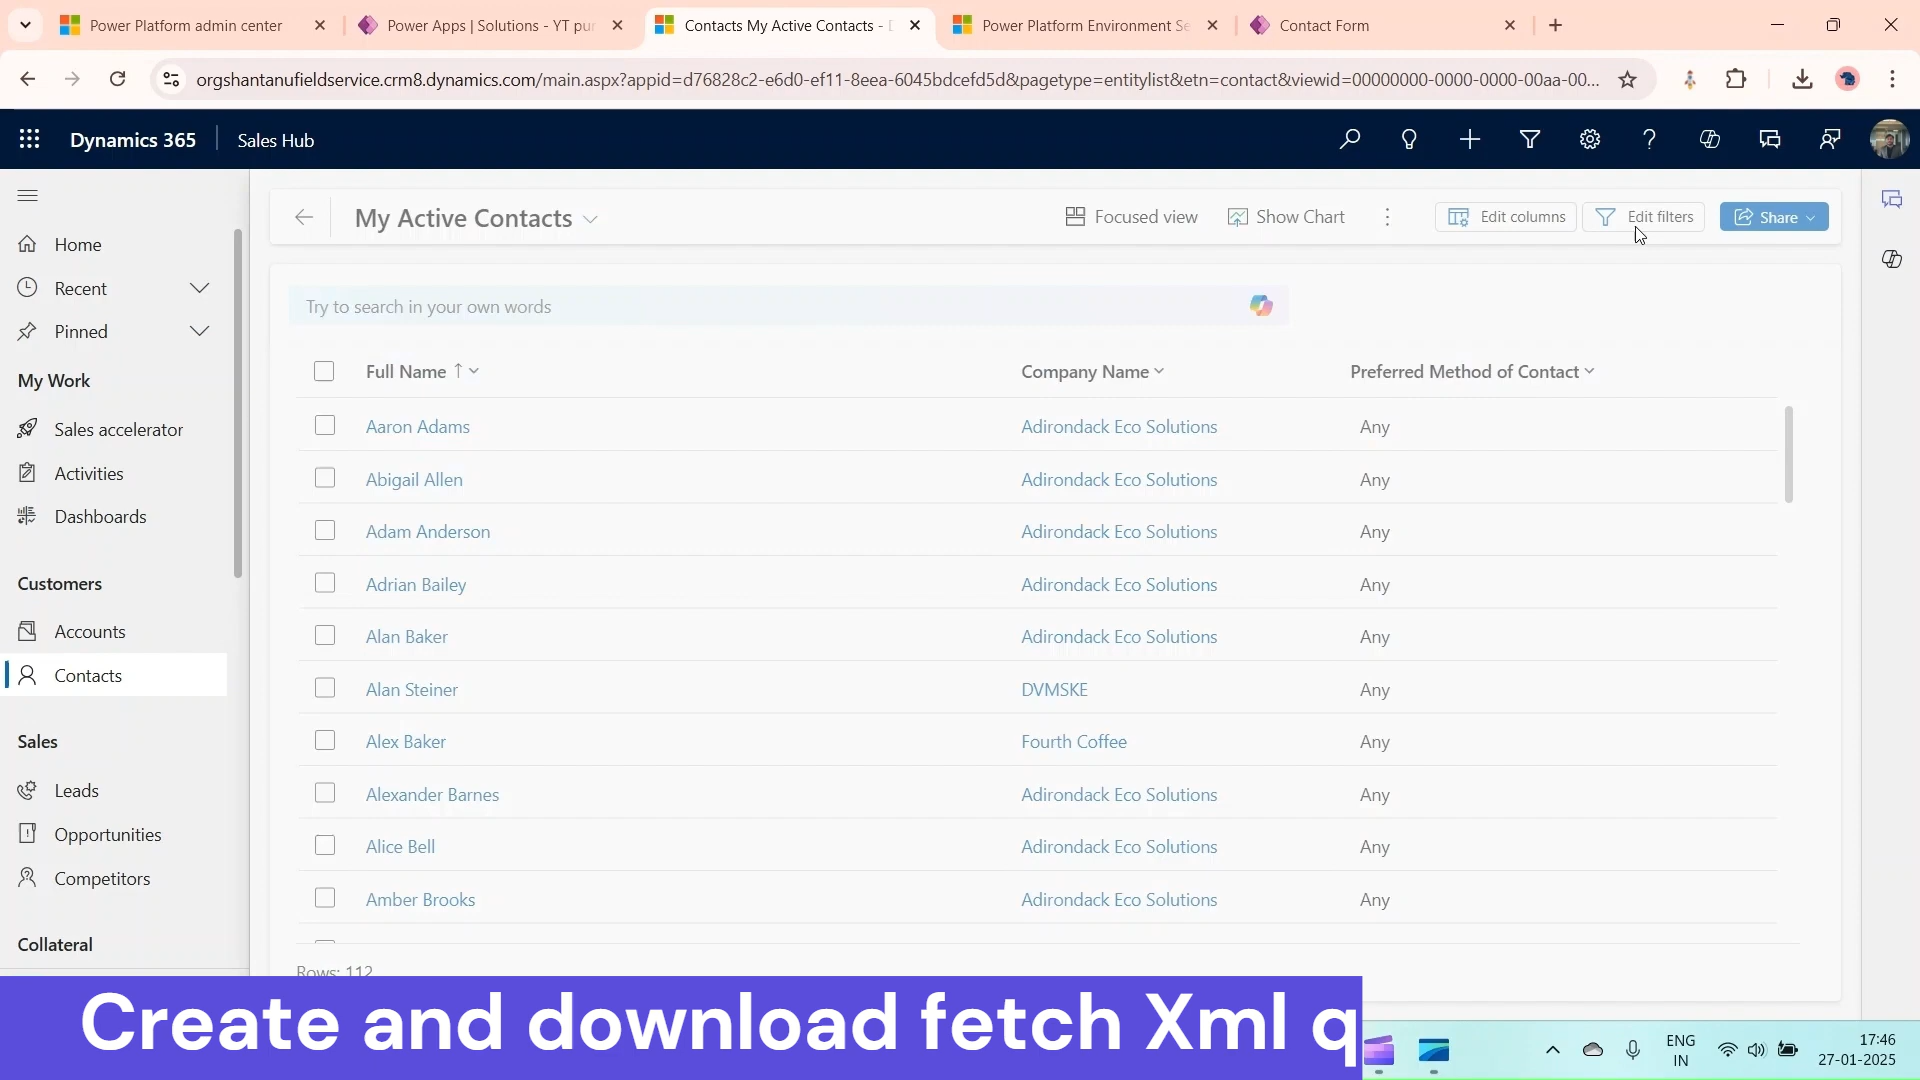 Power Platform admin center
Power Apps | Solutions - YT pur
Contacts My Active Contacts - D
Power Platform Environment Se
Contact Form
orgshantanufieldservice.crm8.dynamics.com/main.aspx?appid=d76828c2-e6d0-ef11-8eea-6045bdcefd5d&pagetype=entitylist&etn=contact&viewid=00000000-0000-0000-00aa-00...
Dynamics 365
Sales Hub
My Active Contacts
Focused view
Show Chart
Edit columns
Edit filters
Share
Home
Recent
Pinned
My Work
Sales accelerator
Activities
Dashboards
Customers
Accounts
Contacts
Sales
Leads
Opportunities
Competitors
Collateral
Try to search in your own words
Full Name ↑ Company Name Preferred Method of Contact
Aaron Adams Adirondack Eco Solutions Any
Abigail Allen Adirondack Eco Solutions Any
Adam Anderson Adirondack Eco Solutions Any
Adrian Bailey Adirondack Eco Solutions Any
Alan Baker Adirondack Eco Solutions Any
Alan Steiner DVMSKE Any
Alex Baker Fourth Coffee Any
Alexander Barnes Adirondack Eco Solutions Any
Alice Bell Adirondack Eco Solutions Any
Amber Brooks Adirondack Eco Solutions Any
Rows: 112
Create and download fetch Xml q
ENG
IN
17:46
27-01-2025